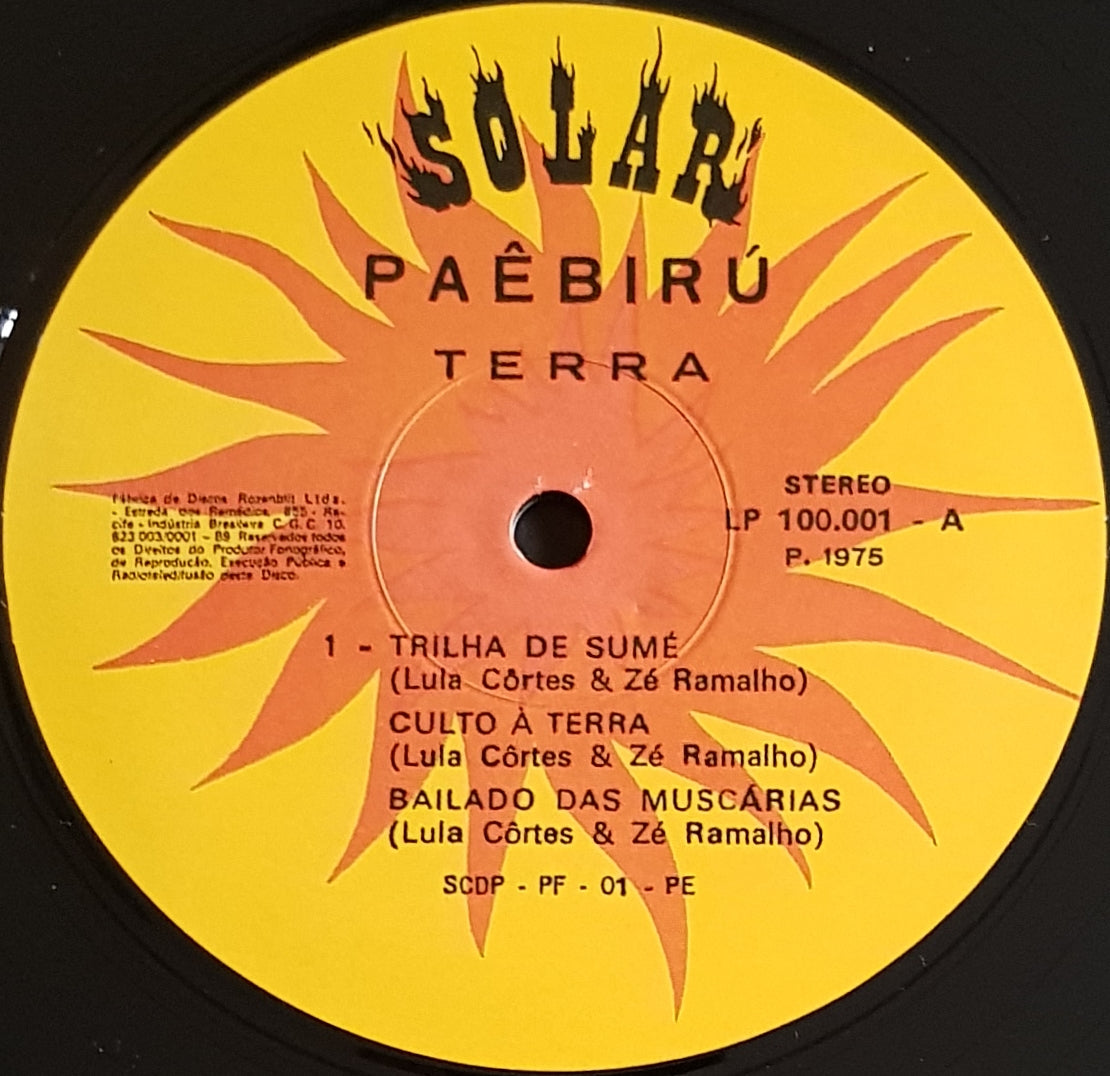 SOLAR
PAÊBIRÚ
TERRA
Fábrica de Discos Rozenblit Ltda.
- Estrada dos Remédios, 855 - Re-
cife - Indústria Brasileira C. G. C. 10.
623 003/0001 - 89 Reservados todos
os Direitos do Produtor Fonográfico,
de Reprodução, Execução Pública e
deste Disco.
STEREO
LP 100.001 - A
P. 1975
1 - TRILHA DE SUMÉ
(Lula Côrtes & Zé Ramalho)
CULTO À TERRA
(Lula Côrtes & Zé Ramalho)
BAILADO DAS MUSCÁRIAS
(Lula Côrtes & Zé Ramalho)
SCDP - PF - 01 - PE